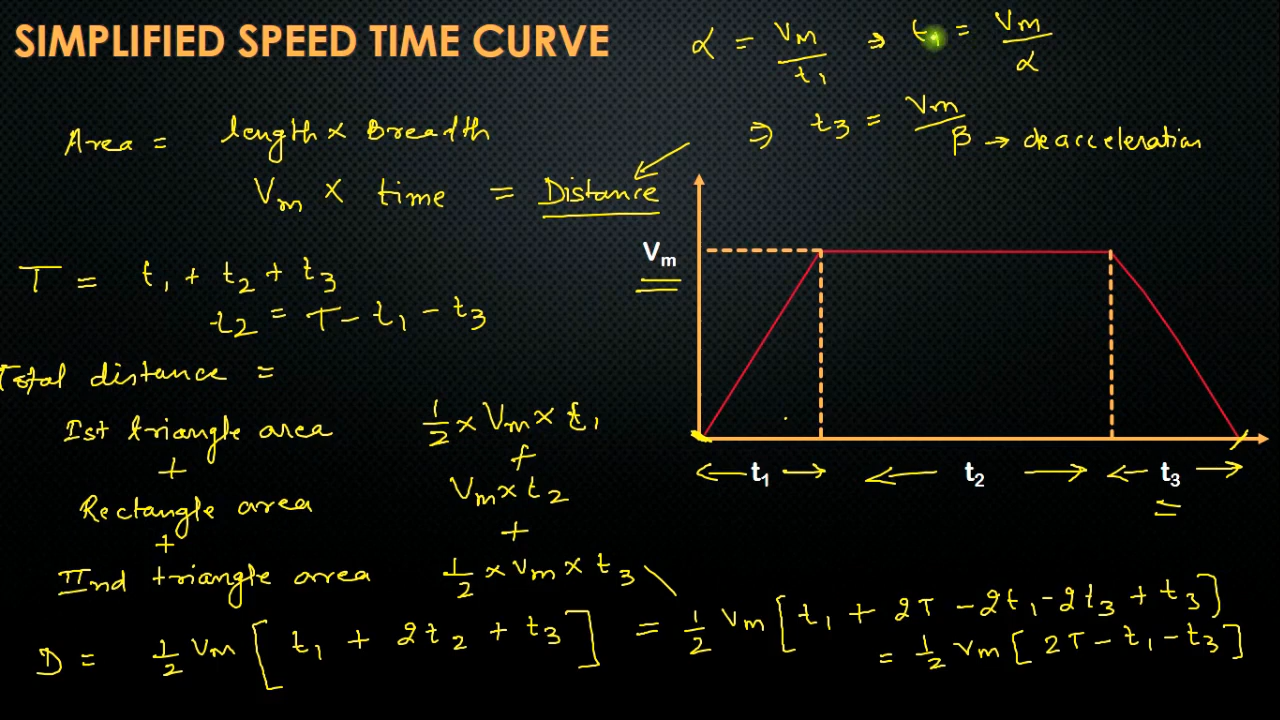 SIMPLIFIED SPEED TIME CURVE
α = Vm / t1 ⇒ t1 = Vm / α
⇒ t3 = Vm / β → deacceleration
Area = length × Breadth
Vm × time = Distance
T = t1 + t2 + t3
t2 = T - t1 - t3
Total distance =
Ist triangle area 1/2 × Vm × t1
+ +
Rectangle area Vm × t2
+ +
IInd triangle area 1/2 × Vm × t3
D = 1/2 Vm [ t1 + 2t2 + t3 ] = 1/2 Vm [ t1 + 2T - 2t1 - 2t3 + t3 ]
= 1/2 Vm [ 2T - t1 - t3 ]
Vm
t1 t2 t3